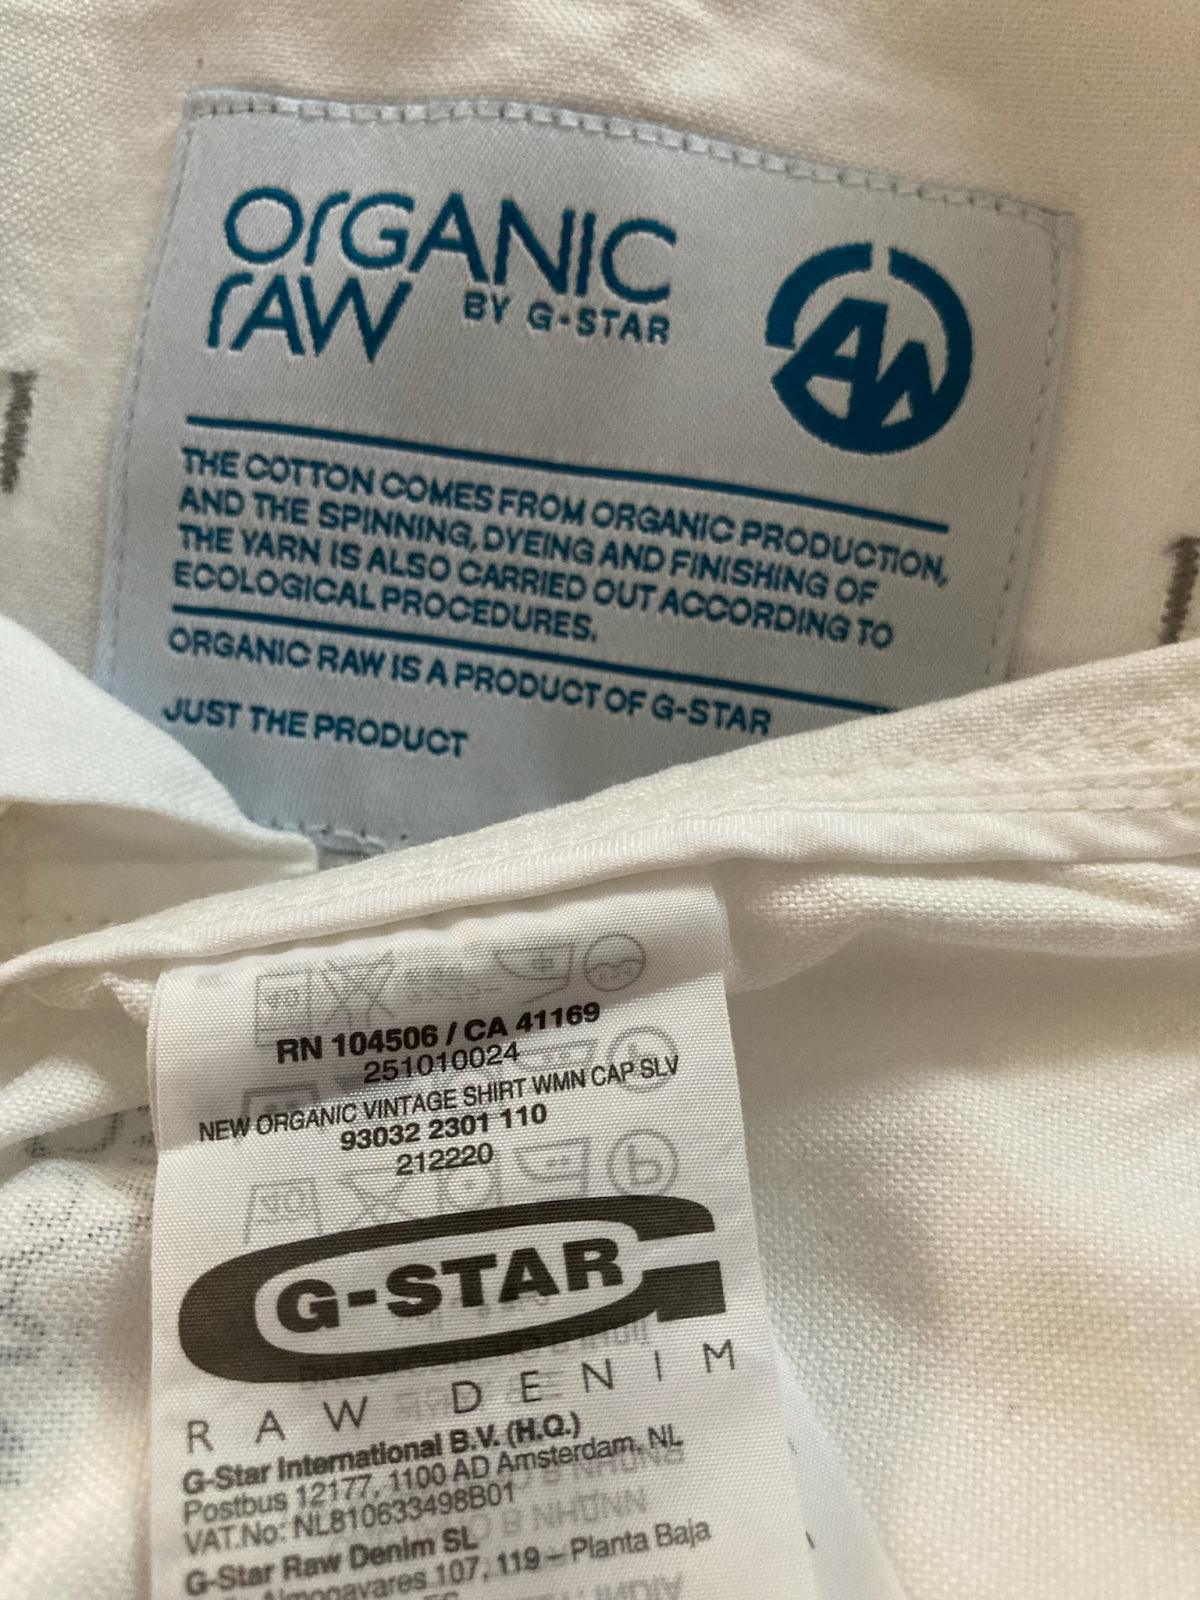 OrGANIC
rAW BY G-STAR
THE COTTON COMES FROM ORGANIC PRODUCTION,
AND THE SPINNING, DYEING AND FINISHING OF
THE YARN IS ALSO CARRIED OUT ACCORDING TO
ECOLOGICAL PROCEDURES.
ORGANIC RAW IS A PRODUCT OF G-STAR
JUST THE PRODUCT
RN 104506 / CA 41169
251010024
NEW ORGANIC VINTAGE SHIRT WMN CAP SLV
93032 2301 110
212220
G-STAR
RAW DENIM
G-Star International B.V. (H.Q.)
Postbus 12177, 1100 AD Amsterdam, NL
VAT.No: NL810633498B01
G-Star Raw Denim SL
Almogavares 107, 119 – Planta Baja